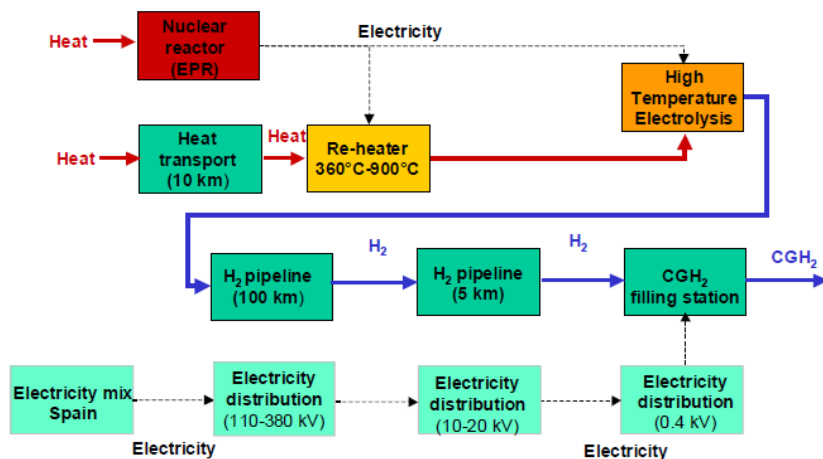 Heat
Nuclear
reactor
(EPR)
Electricity
High
Temperature
Electrolysis
Heat
Heat
transport
(10 km)
Heat
Re-heater
360°C-900°C
H₂ pipeline
(100 km)
H₂
H₂ pipeline
(5 km)
H₂
CGH₂
filling station
CGH₂
Electricity mix
Spain
Electricity
Electricity
distribution
(110-380 kV)
Electricity
distribution
(10-20 kV)
Electricity
Electricity
distribution
(0.4 kV)